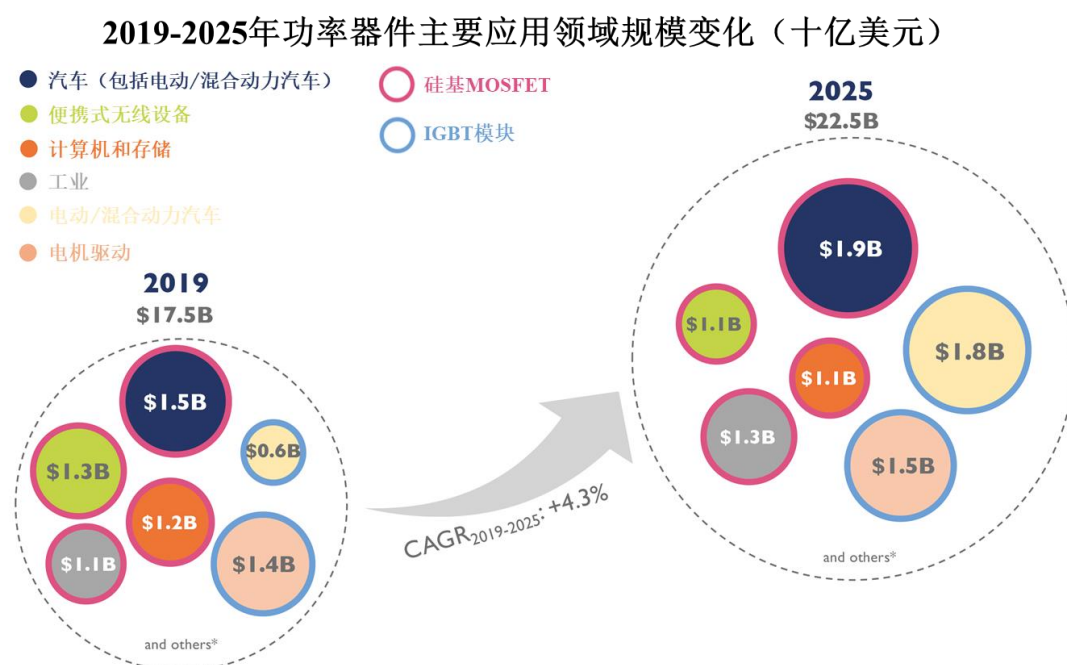 2019-2025年功率器件主要应用领域规模变化（十亿美元）
汽车（包括电动/混合动力汽车）
便携式无线设备
计算机和存储
工业
电动/混合动力汽车
电机驱动
硅基MOSFET
IGBT模块
2019
$17.5B
$1.5B
$1.3B
$0.6B
$1.2B
$1.1B
$1.4B
and others*
CAGR2019-2025: +4.3%
2025
$22.5B
$1.9B
$1.1B
$1.8B
$1.1B
$1.3B
$1.5B
and others*